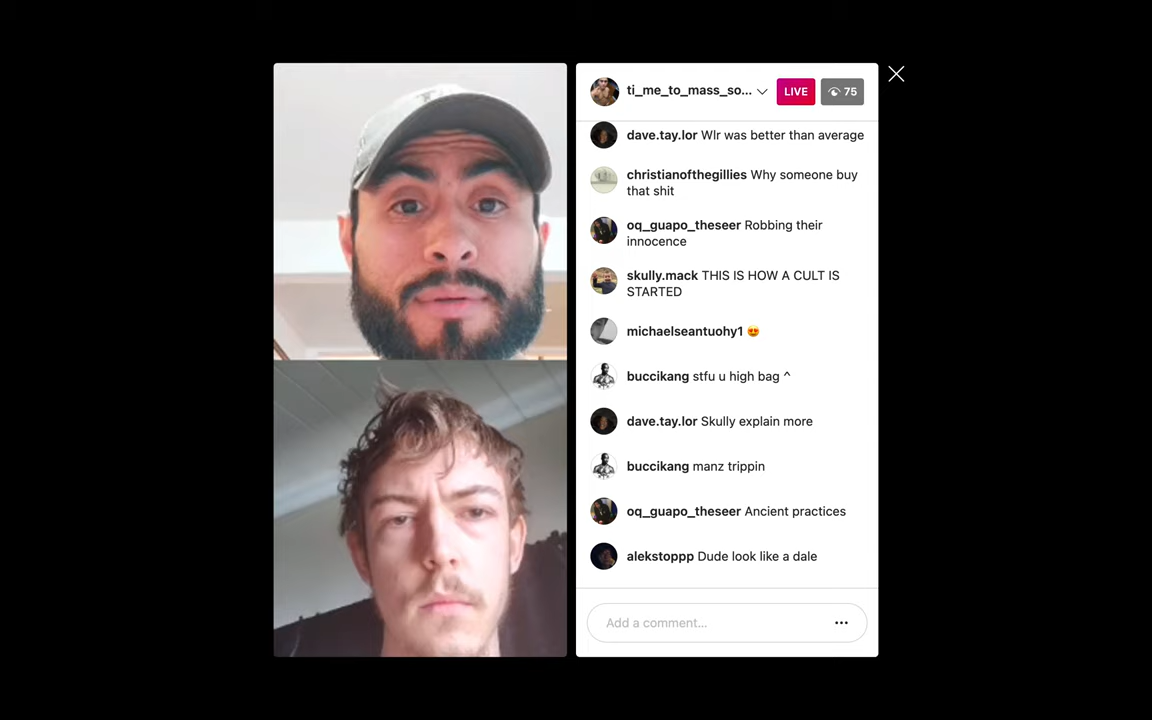 ti_me_to_mass_so...
LIVE
75
dave.tay.lor Wlr was better than average
christianofthegillies Why someone buy
that shit
oq_guapo_theseer Robbing their
innocence
skully.mack THIS IS HOW A CULT IS
STARTED
michaelseantuohy1 😍
buccikang stfu u high bag ^
dave.tay.lor Skully explain more
buccikang manz trippin
oq_guapo_theseer Ancient practices
alekstoppp Dude look like a dale
Add a comment...